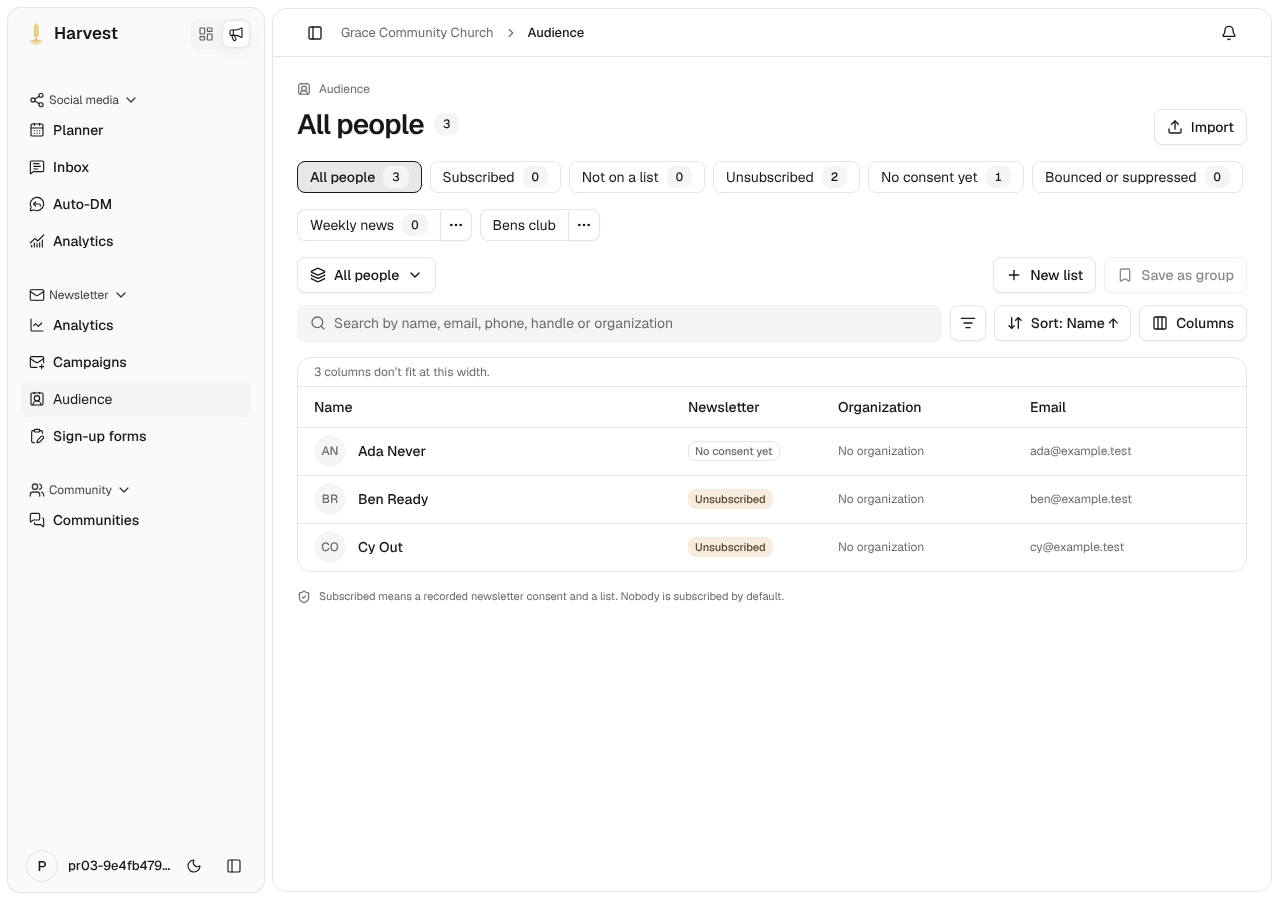 Harvest
Grace Community Church > Audience
Social media
Planner
Inbox
Auto-DM
Analytics
Newsletter
Analytics
Campaigns
Audience
Sign-up forms
Community
Communities
P pr03-9e4fb479…
Audience
All people 3
Import
All people 3 Subscribed 0 Not on a list 0 Unsubscribed 2 No consent yet 1 Bounced or suppressed 0
Weekly news 0 ... Bens club ...
All people New list Save as group
Search by name, email, phone, handle or organization Sort: Name ↑ Columns
3 columns don't fit at this width.
Name Newsletter Organization Email
AN Ada Never No consent yet No organization ada@example.test
BR Ben Ready Unsubscribed No organization ben@example.test
CO Cy Out Unsubscribed No organization cy@example.test
Subscribed means a recorded newsletter consent and a list. Nobody is subscribed by default.